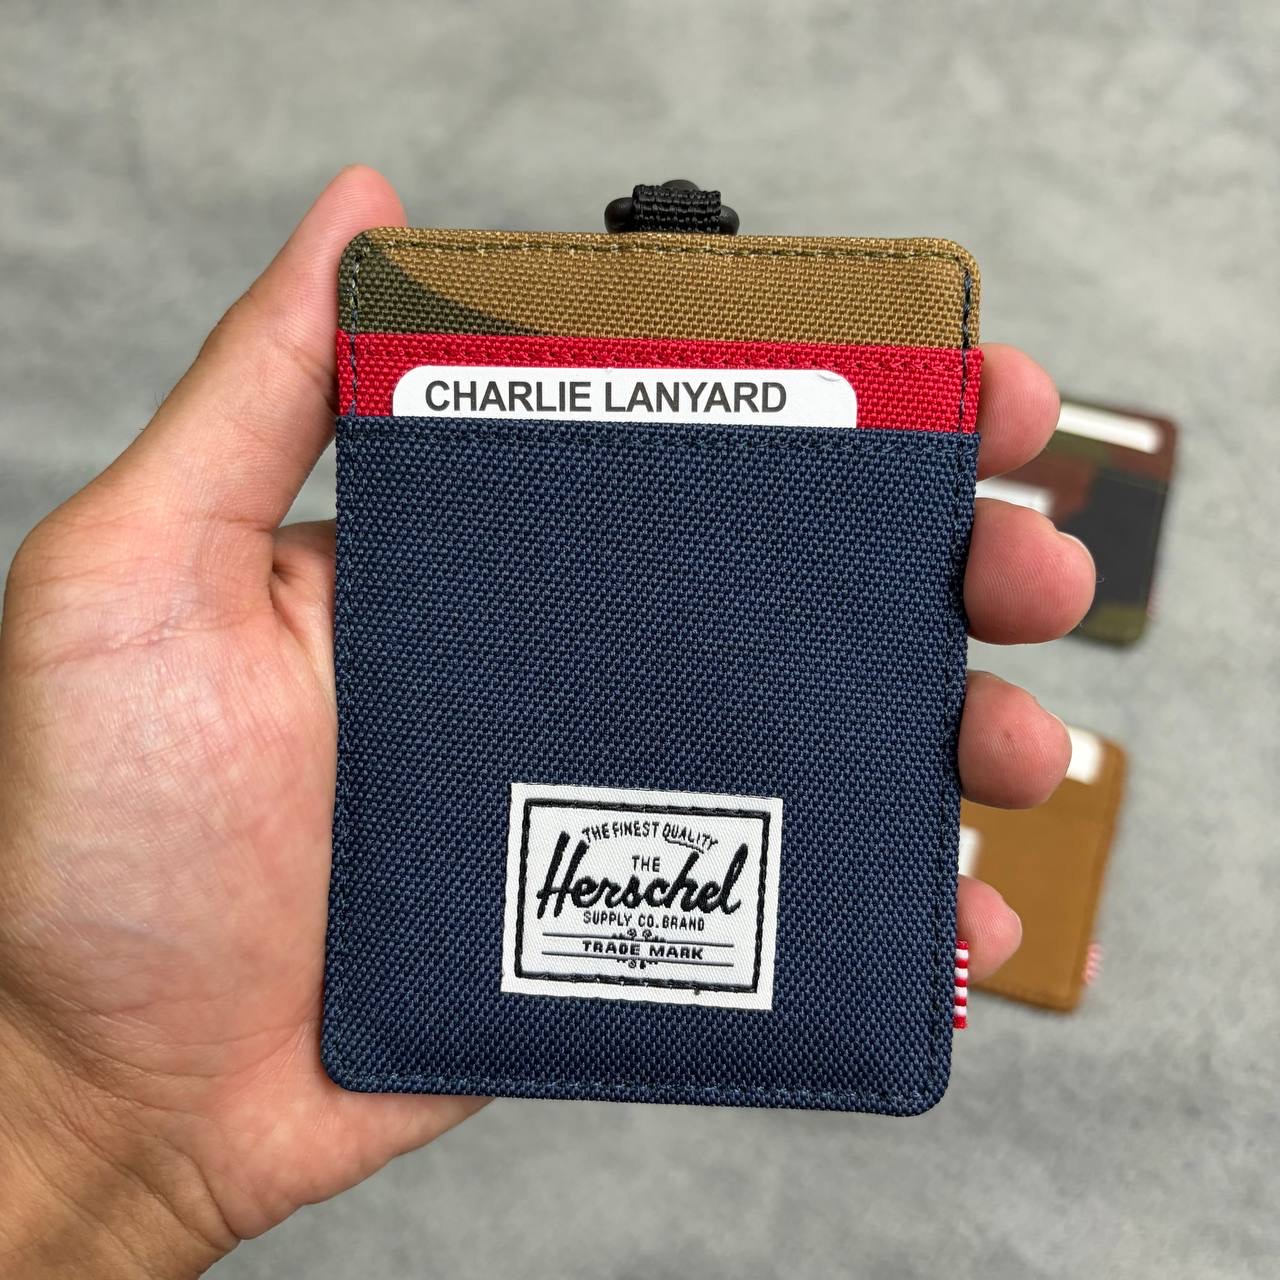 CHARLIE LANYARD
THE FINEST QUALITY
THE
Herschel
SUPPLY CO. BRAND
TRADE MARK